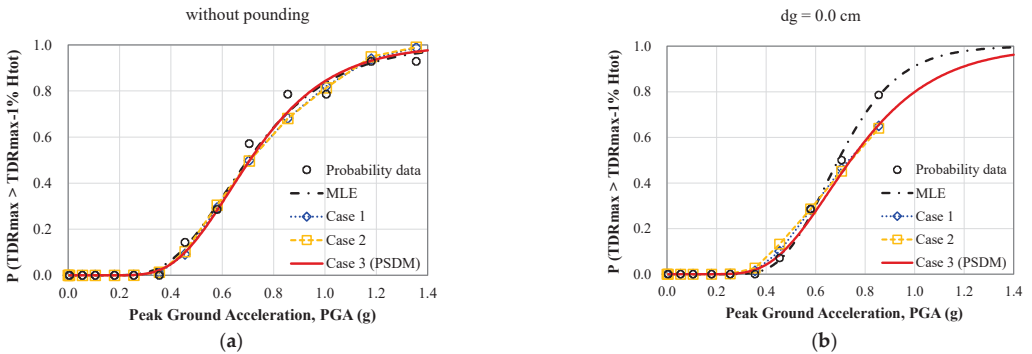 without pounding
P (TDRmax > TDRmax-1% Htot)
1.0
0.8
0.6
0.4
0.2
0.0
Probability data
MLE
Case 1
Case 2
Case 3 (PSDM)
0.0 0.2 0.4 0.6 0.8 1.0 1.2 1.4
Peak Ground Acceleration, PGA (g)
(a)
dg = 0.0 cm
P (TDRmax > TDRmax-1% Htot)
1.0
0.8
0.6
0.4
0.2
0.0
Probability data
MLE
Case 1
Case 2
Case 3 (PSDM)
0.0 0.2 0.4 0.6 0.8 1.0 1.2 1.4
Peak Ground Acceleration, PGA (g)
(b)